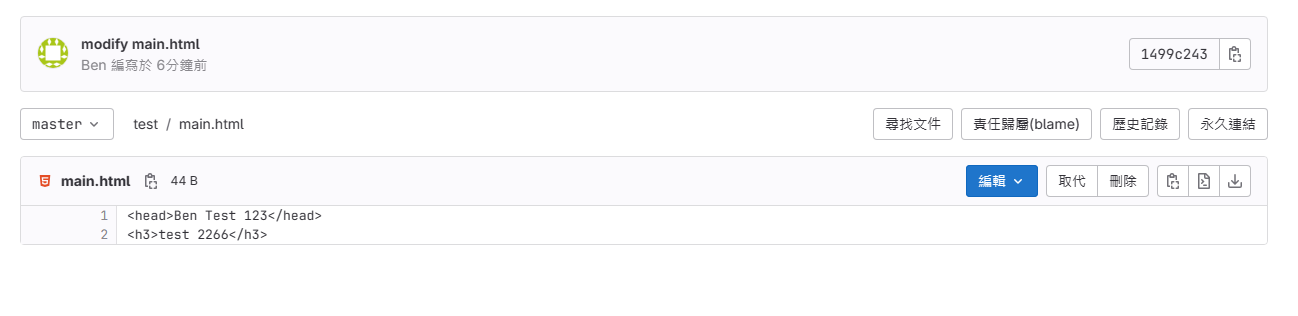 modify main.html
Ben 編寫於 6分鐘前
1499c243
master
test / main.html
尋找文件
責任歸屬(blame)
歷史記錄
永久連結
main.html
44 B
編輯
取代
刪除
1 <head>Ben Test 123</head>
2 <h3>test 2266</h3>